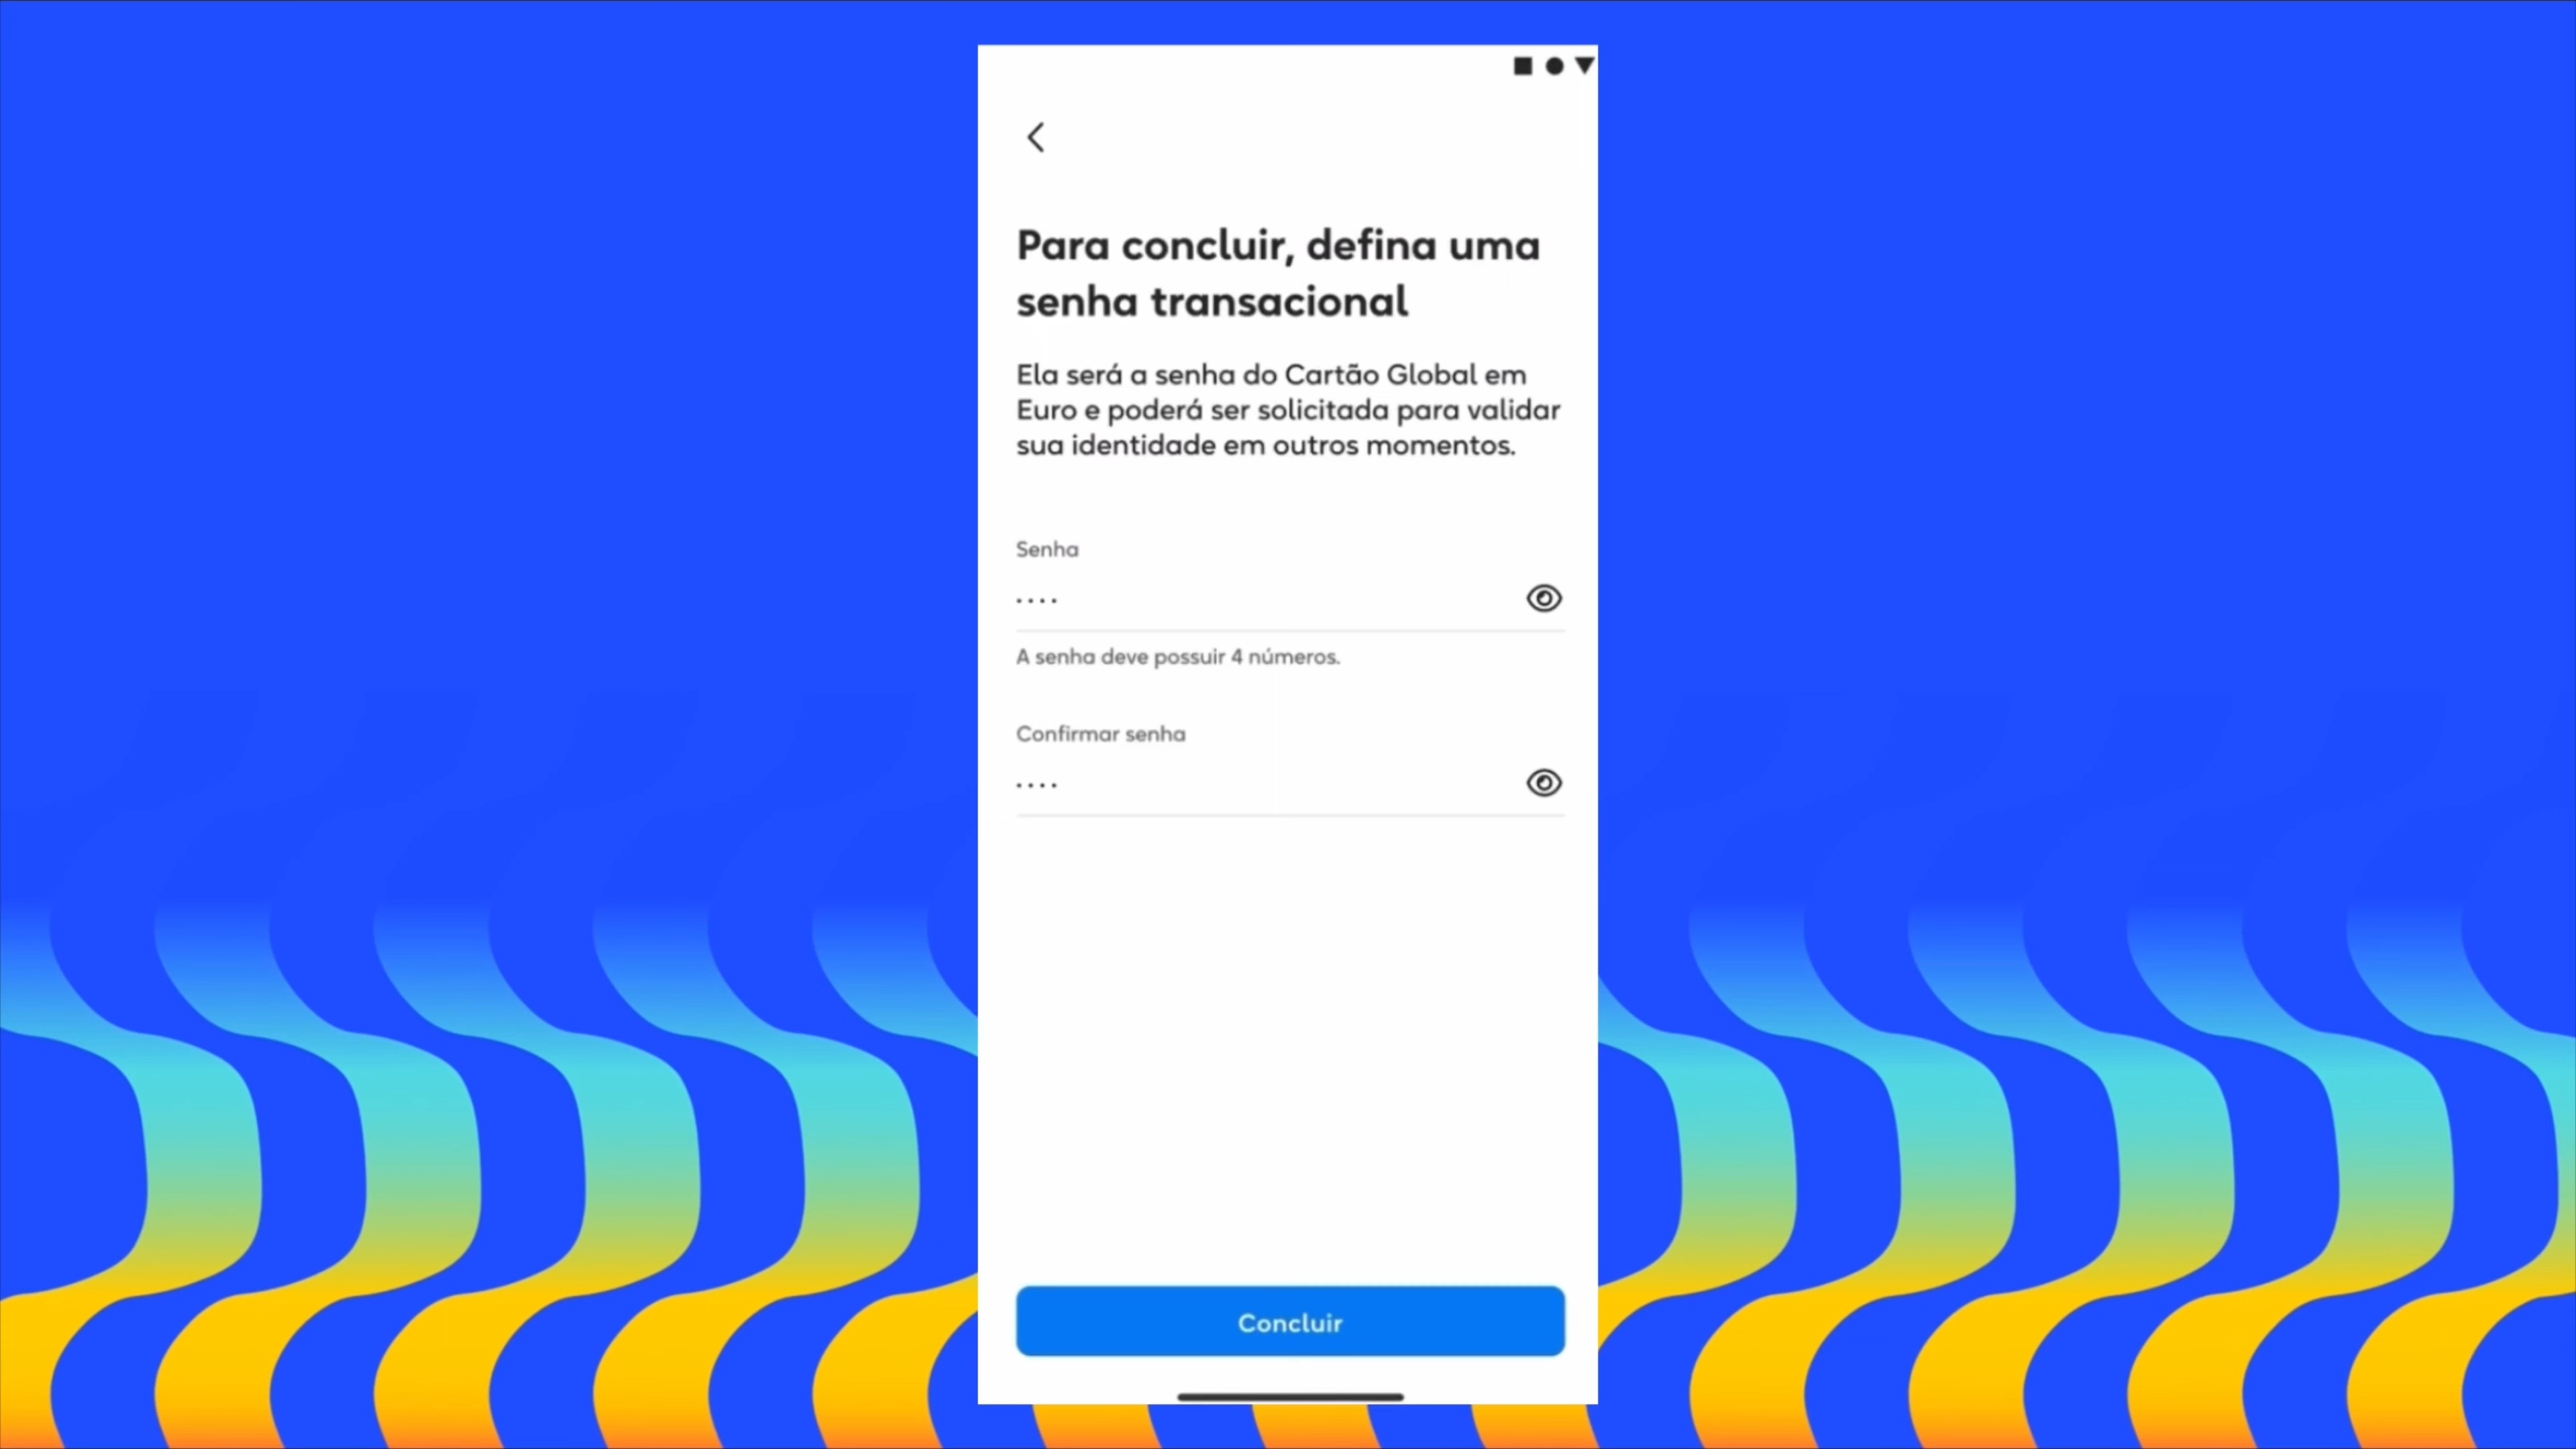 Para concluir, defina uma
senha transacional
Ela será a senha do Cartão Global em
Euro e poderá ser solicitada para validar
sua identidade em outros momentos.
Senha
....
A senha deve possuir 4 números.
Confirmar senha
....
Concluir